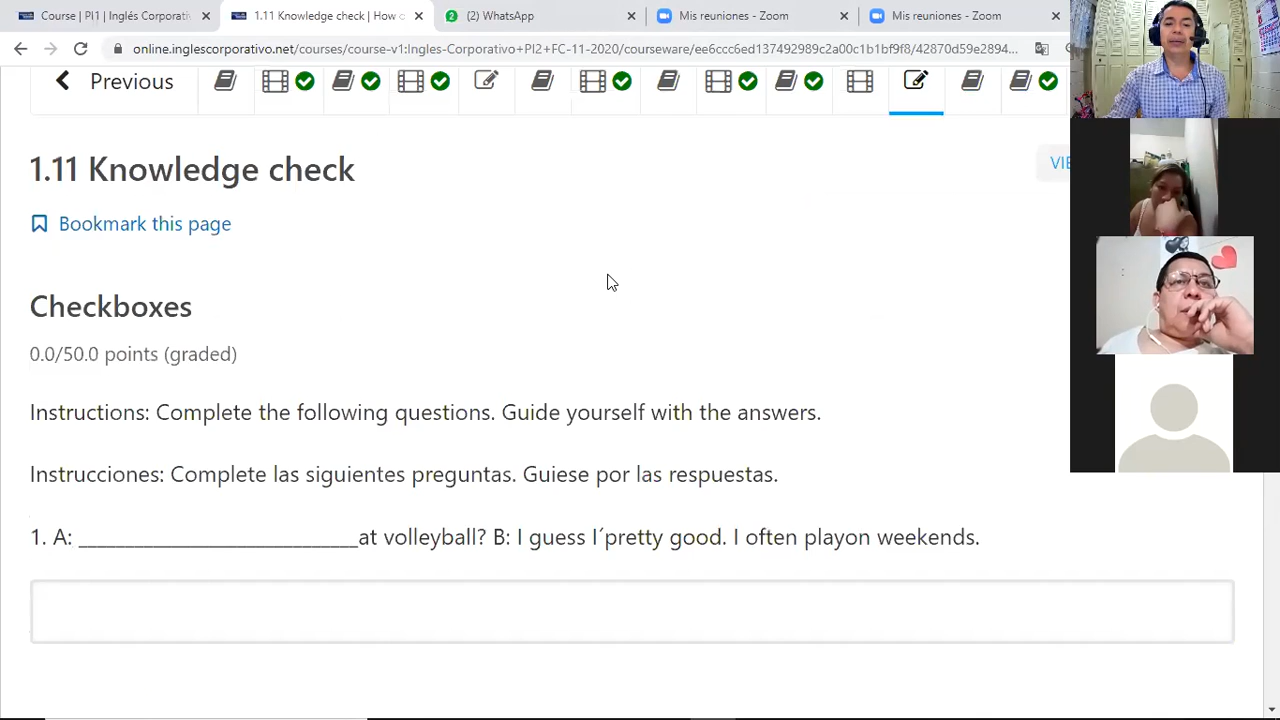 Course | PI1 | Inglés Corporati
1.11 Knowledge check | How
WhatsApp
Mis reuniones - Zoom
Mis reuniones - Zoom
online.inglescorporativo.net/courses/course-v1:Ingles-Corporativo+PI2+FC-11-2020/courseware/ee6ccc6ed137492989c2a00c1b1bf9f8/42870d59e2894...
Previous
1.11 Knowledge check
VIE
Bookmark this page
Checkboxes
0.0/50.0 points (graded)
Instructions: Complete the following questions. Guide yourself with the answers.
Instrucciones: Complete las siguientes preguntas. Guiese por las respuestas.
1. A: ____________________________at volleyball? B: I guess I´pretty good. I often playon weekends.